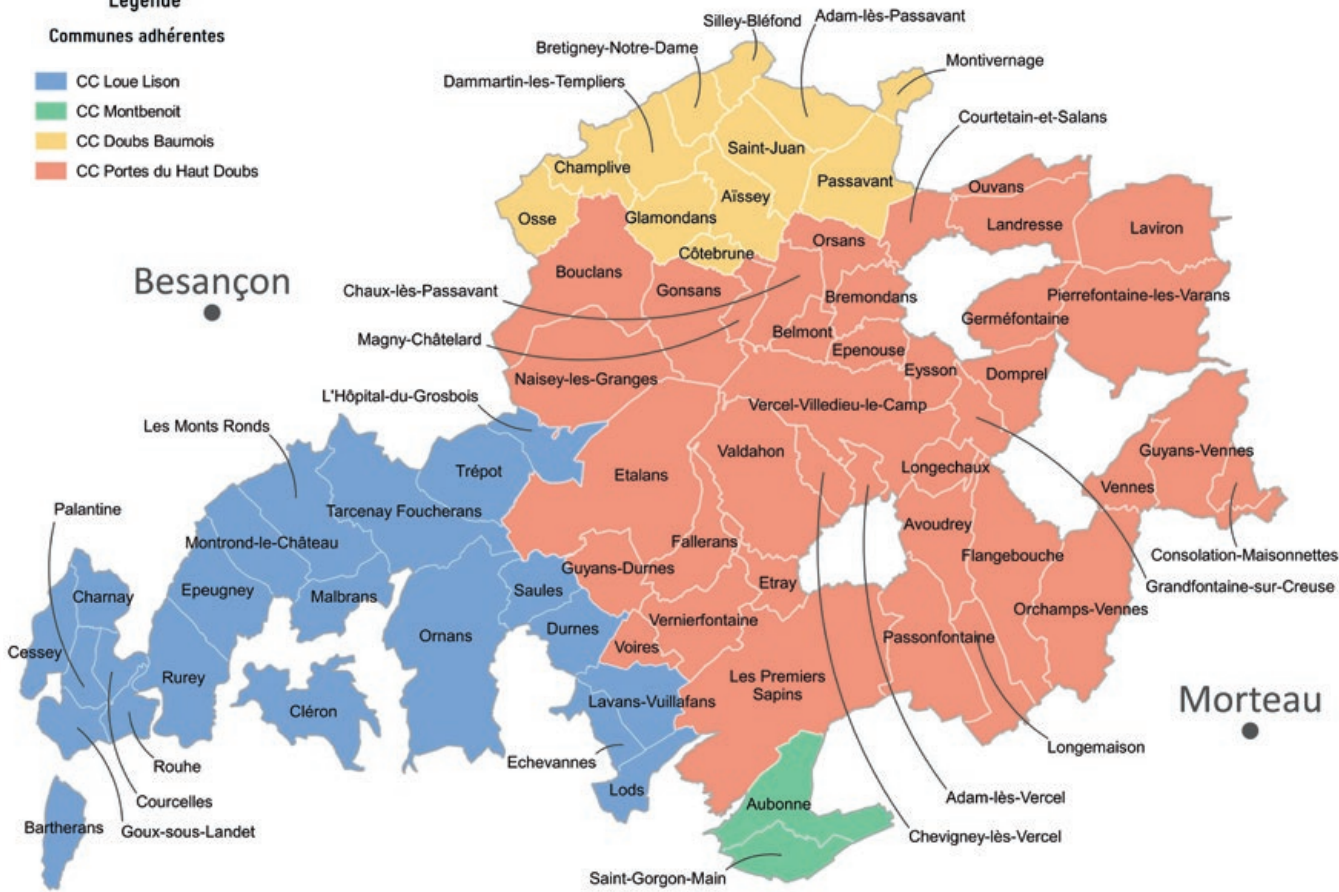 Légende
Communes adhérentes
CC Loue Lison
CC Montbenoit
CC Doubs Baumois
CC Portes du Haut Doubs
Silley-Bléfond
Adam-lès-Passavant
Bretigney-Notre-Dame
Montivernage
Dammartin-les-Templiers
Courtetain-et-Salans
Saint-Juan
Champlive
Passavant
Ouvans
Aïssey
Osse
Glamondans
Landresse
Laviron
Orsans
Côtebrune
Besançon
Bouclans
Chaux-lès-Passavant
Gonsans
Bremondans
Pierrefontaine-les-Varans
Germéfontaine
Magny-Châtelard
Belmont
Epenouse
Eysson
Domprel
Naisey-les-Granges
L'Hôpital-du-Grosbois
Vercel-Villedieu-le-Camp
Les Monts Ronds
Valdahon
Guyans-Vennes
Trépot
Etalans
Longechaux
Vennes
Palantine
Tarcenay Foucherans
Avoudrey
Montrond-le-Château
Fallerans
Flangebouche
Consolation-Maisonnettes
Guyans-Durnes
Etray
Grandfontaine-sur-Creuse
Charnay
Epeugney
Malbrans
Saules
Orchamps-Vennes
Vernierfontaine
Durnes
Ornans
Passonfontaine
Cessey
Voires
Rurey
Les Premiers
Sapins
Cléron
Lavans-Vuillafans
Morteau
Longemaison
Echevannes
Rouhe
Lods
Courcelles
Adam-lès-Vercel
Aubonne
Bartherans
Goux-sous-Landet
Chevigney-lès-Vercel
Saint-Gorgon-Main